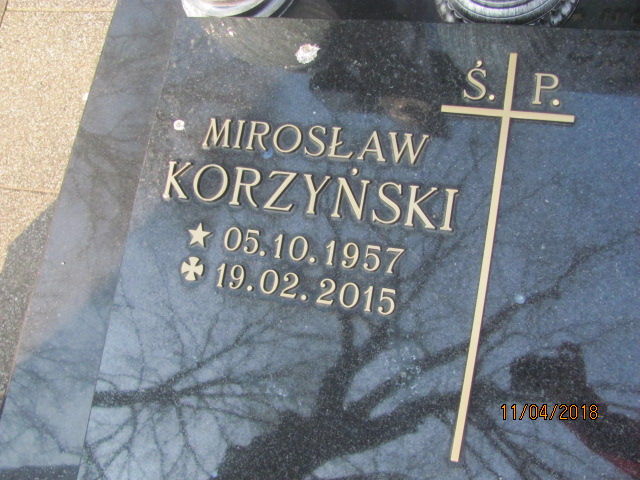 Ś. P.
MIROSŁAW
KORZYŃSKI
05.10.1957
19.02.2015
11/04/2018